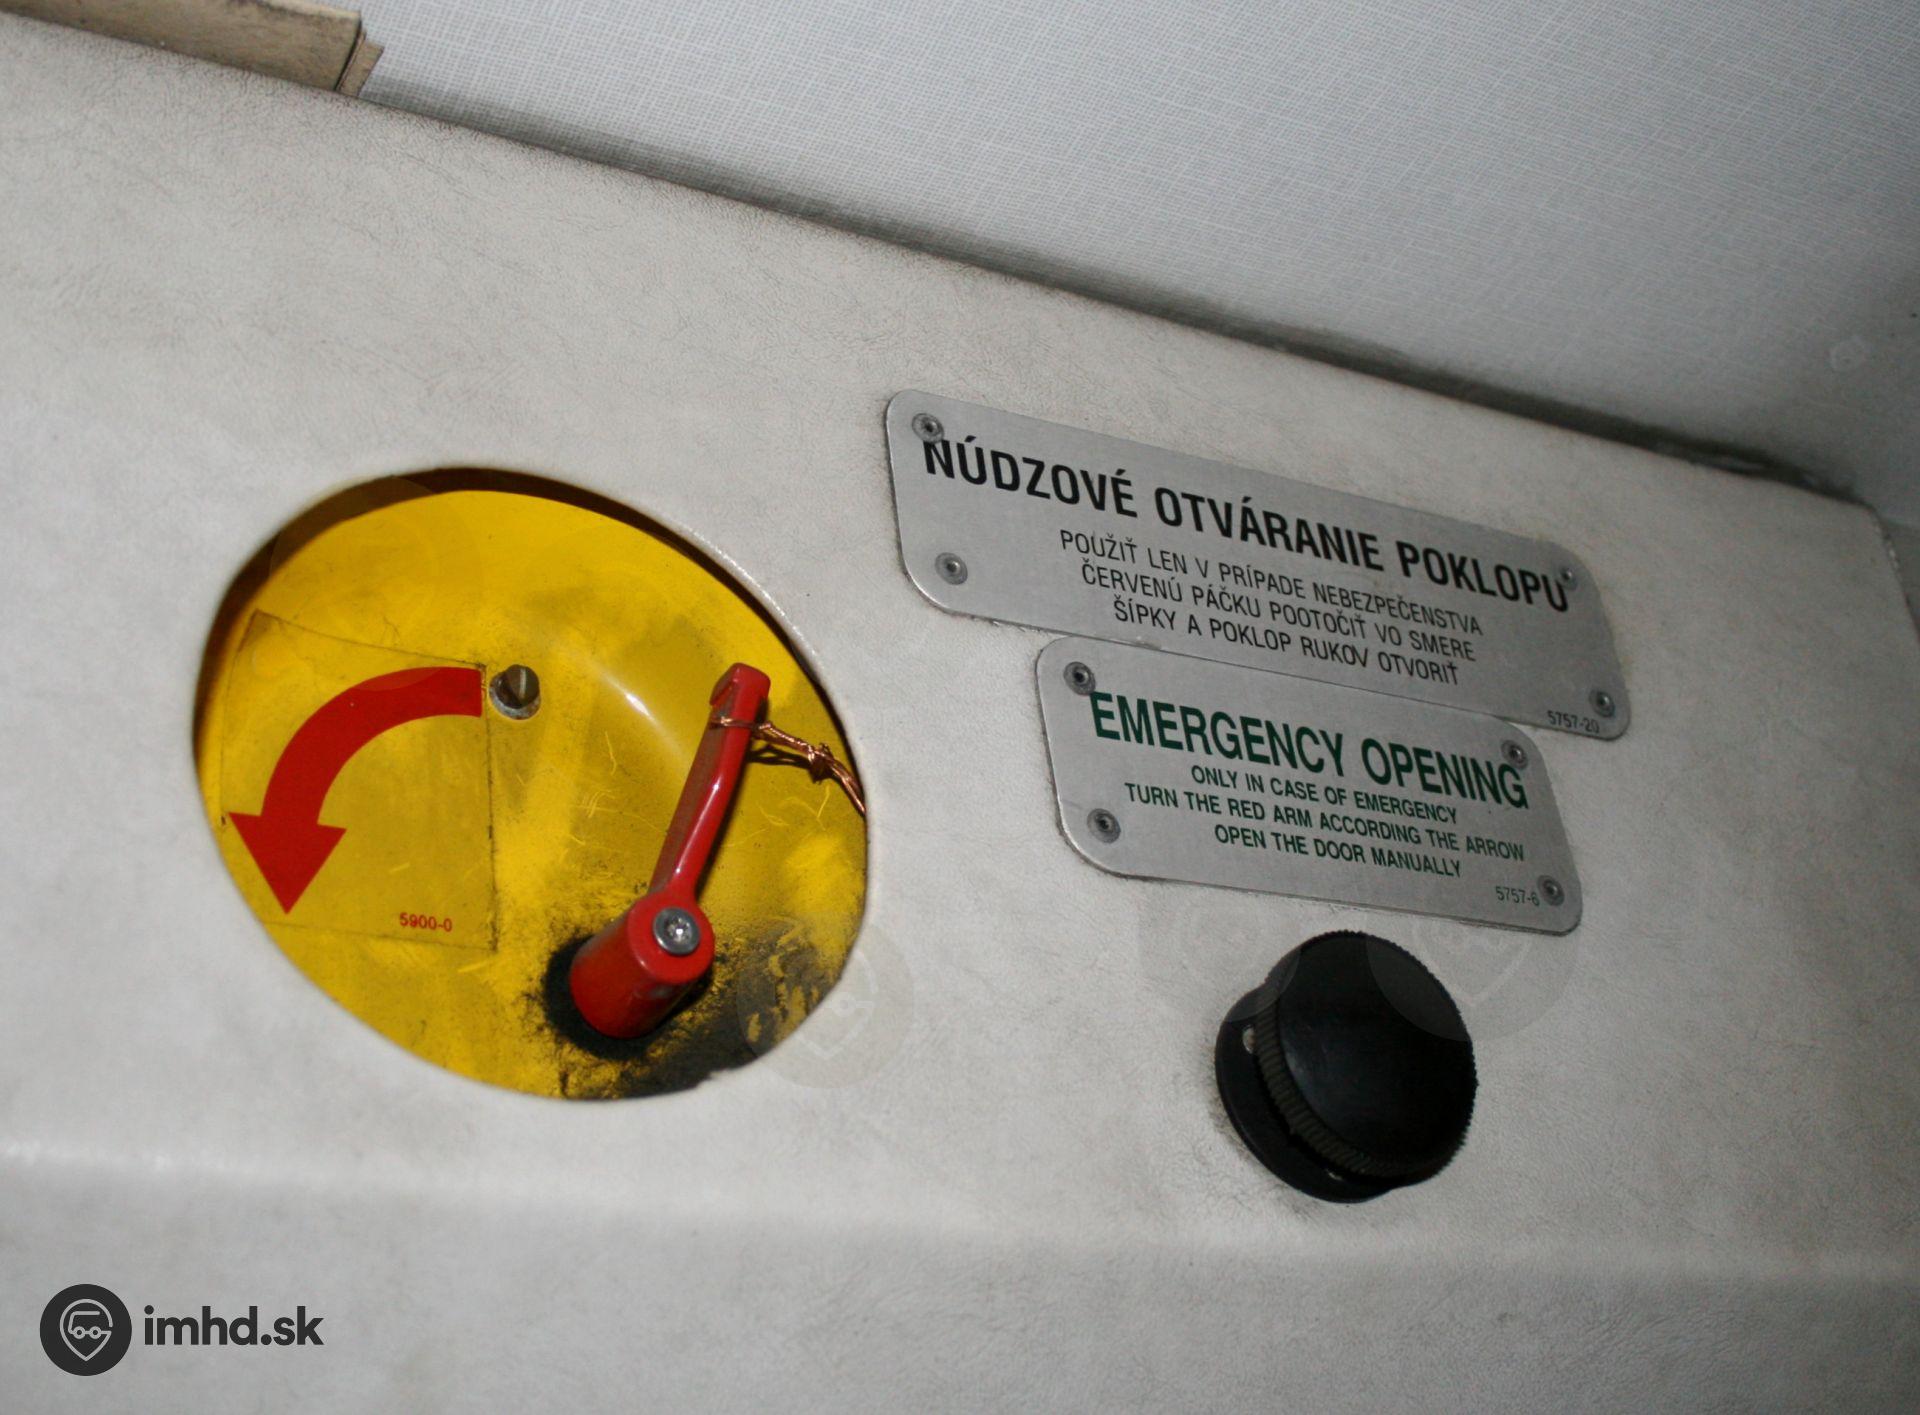 NÚDZOVÉ OTVÁRANIE POKLOPU
POUŽIŤ LEN V PRÍPADE NEBEZPEČENSTVA
ČERVENÚ PÁČKU POOTOČIŤ VO SMERE
ŠÍPKY A POKLOP RUKOV OTVORIŤ
5757-20
EMERGENCY OPENING
ONLY IN CASE OF EMERGENCY
TURN THE RED ARM ACCORDING THE ARROW
OPEN THE DOOR MANUALLY
5757-6
5900-0
imhd.sk